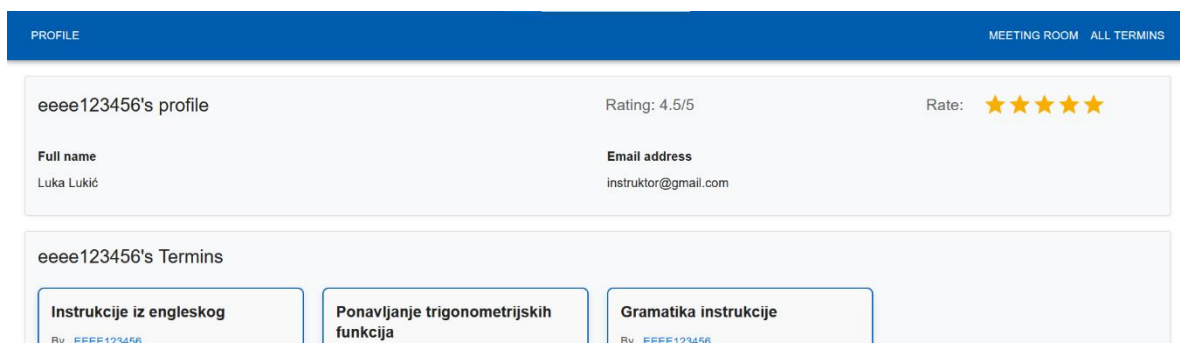 PROFILE MEETING ROOM ALL TERMINS
eeee123456's profile Rating: 4.5/5 Rate:
Full name Email address
Luka Lukić instruktor@gmail.com
eeee123456's Termins
Instrukcije iz engleskog
By EEEE123456
Ponavljanje trigonometrijskih
funkcija
Gramatika instrukcije
By EEEE123456